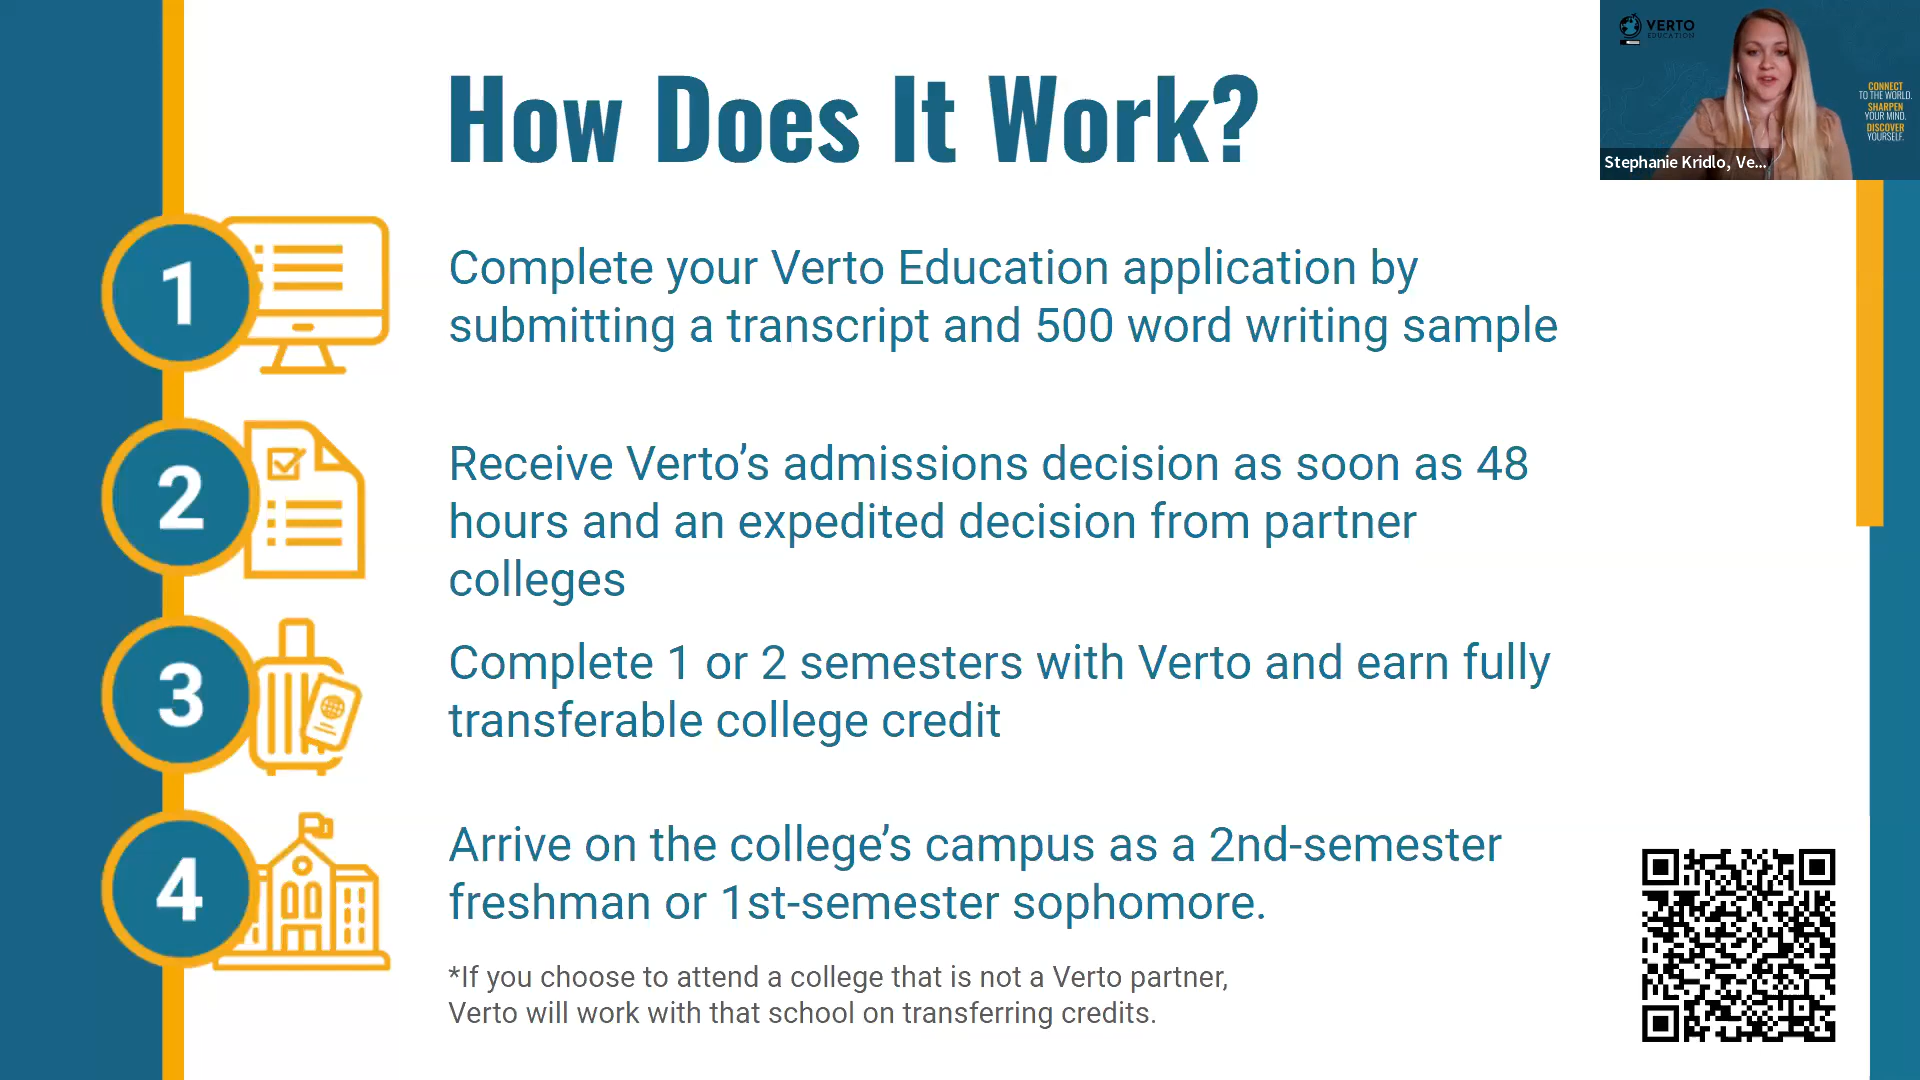 How Does It Work?
VERTO
EDUCATION
CONNECT
TO THE WORLD.
SHARPEN
YOUR MIND.
DISCOVER
YOURSELF.
Stephanie Kridlo, Ve...
1
Complete your Verto Education application by
submitting a transcript and 500 word writing sample
2
Receive Verto’s admissions decision as soon as 48
hours and an expedited decision from partner
colleges
3
Complete 1 or 2 semesters with Verto and earn fully
transferable college credit
4
Arrive on the college’s campus as a 2nd-semester
freshman or 1st-semester sophomore.
*If you choose to attend a college that is not a Verto partner,
Verto will work with that school on transferring credits.